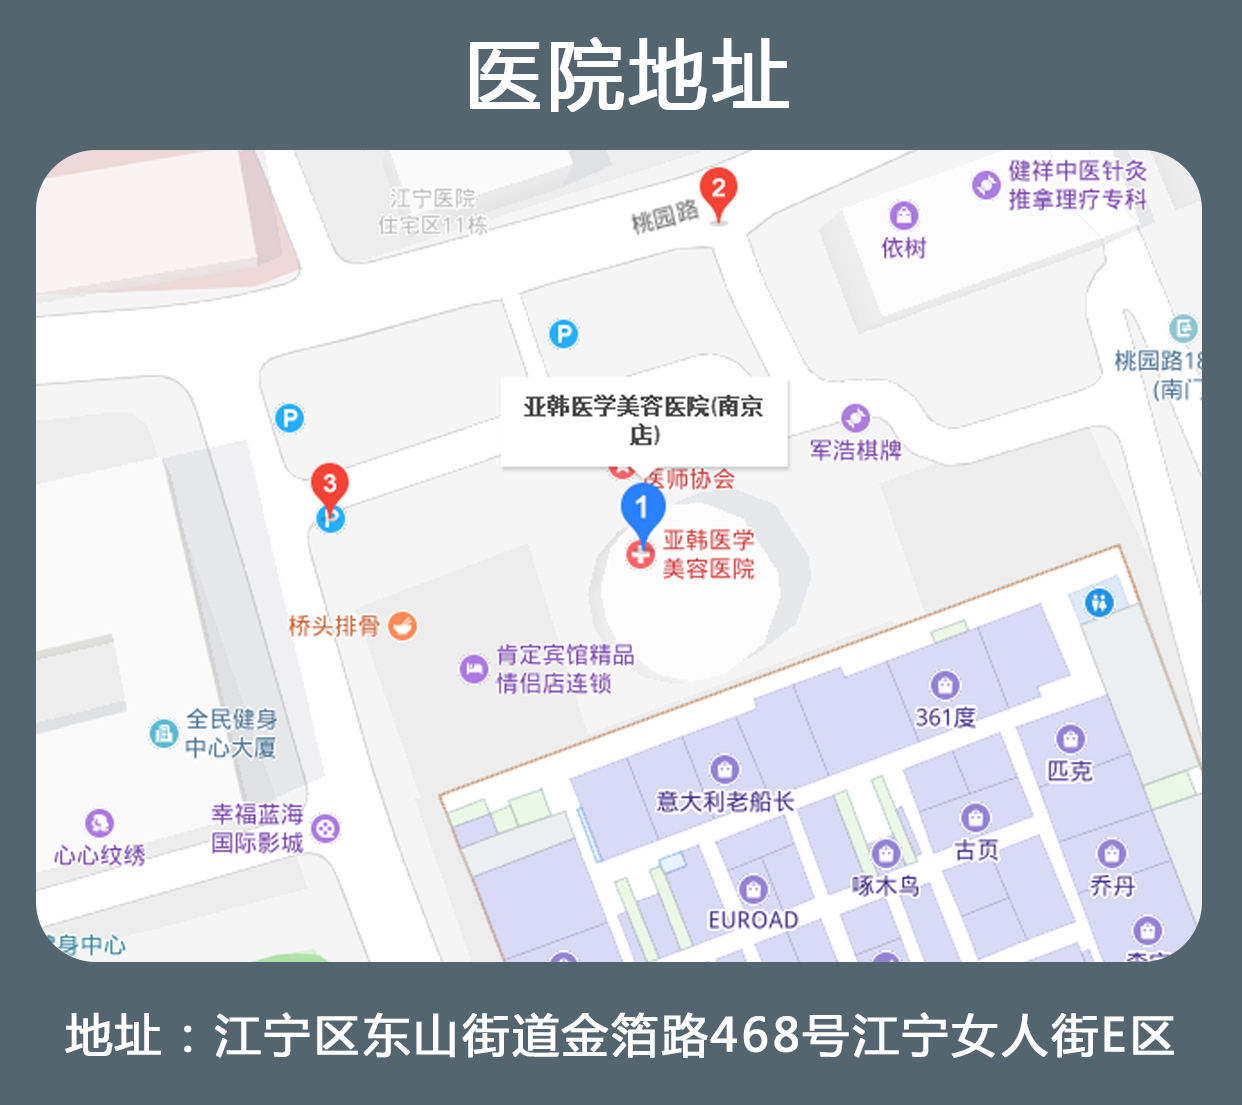 医院地址
江宁医院
住宅区11栋
桃园路
2
健祥中医针灸
推拿理疗专科
依树
P
桃园路18
(南门
亚韩医学美容医院(南京
店)
P
军浩棋牌
3
P
医师协会
1
亚韩医学
美容医院
桥头排骨
肯定宾馆精品
情侣店连锁
全民健身
中心大厦
361度
匹克
意大利老船长
幸福蓝海
国际影城
心心纹绣
古页
啄木鸟
乔丹
EUROAD
身中心
地址：江宁区东山街道金箔路468号江宁女人街E区